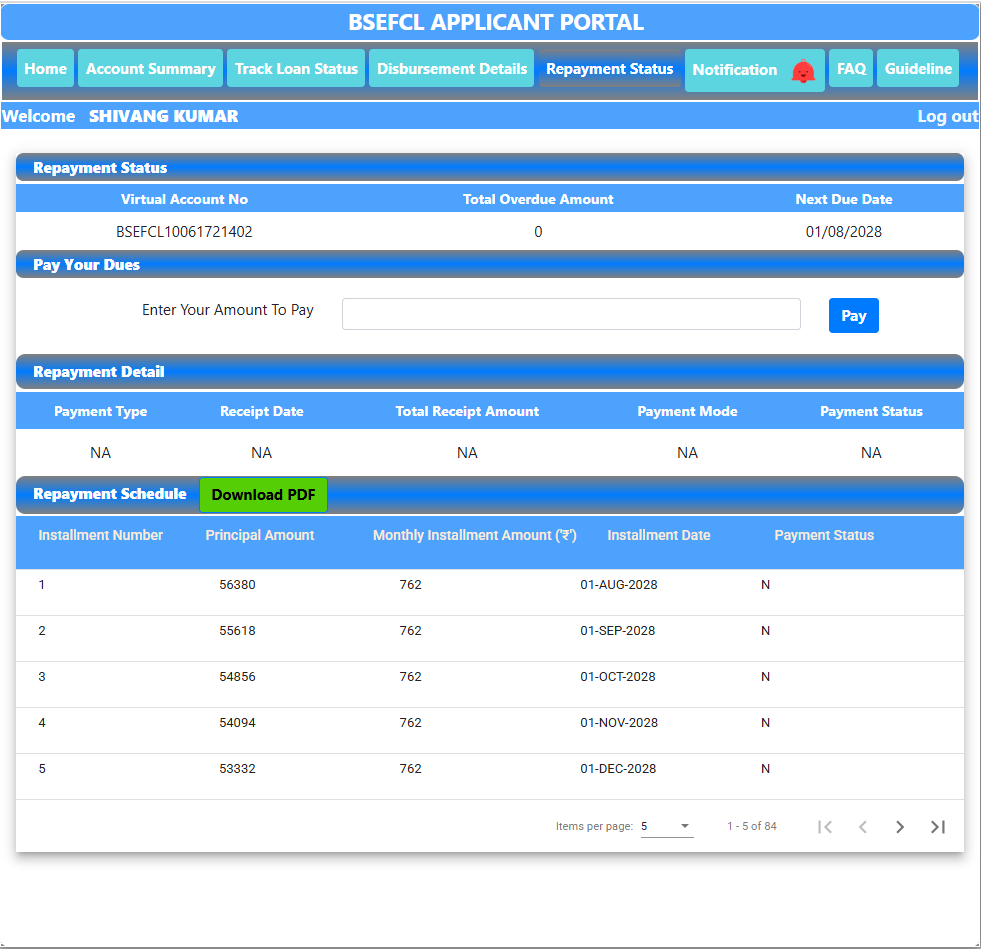 BSEFCL APPLICANT PORTAL
Home Account Summary Track Loan Status Disbursement Details Repayment Status Notification FAQ Guideline
Welcome SHIVANG KUMAR Log out
Repayment Status
Virtual Account No Total Overdue Amount Next Due Date
BSEFCL10061721402 0 01/08/2028
Pay Your Dues
Enter Your Amount To Pay Pay
Repayment Detail
Payment Type Receipt Date Total Receipt Amount Payment Mode Payment Status
NA NA NA NA NA
Repayment Schedule Download PDF
Installment Number Principal Amount Monthly Installment Amount ('₹') Installment Date Payment Status
1 56380 762 01-AUG-2028 N
2 55618 762 01-SEP-2028 N
3 54856 762 01-OCT-2028 N
4 54094 762 01-NOV-2028 N
5 53332 762 01-DEC-2028 N
Items per page: 5 1 - 5 of 84